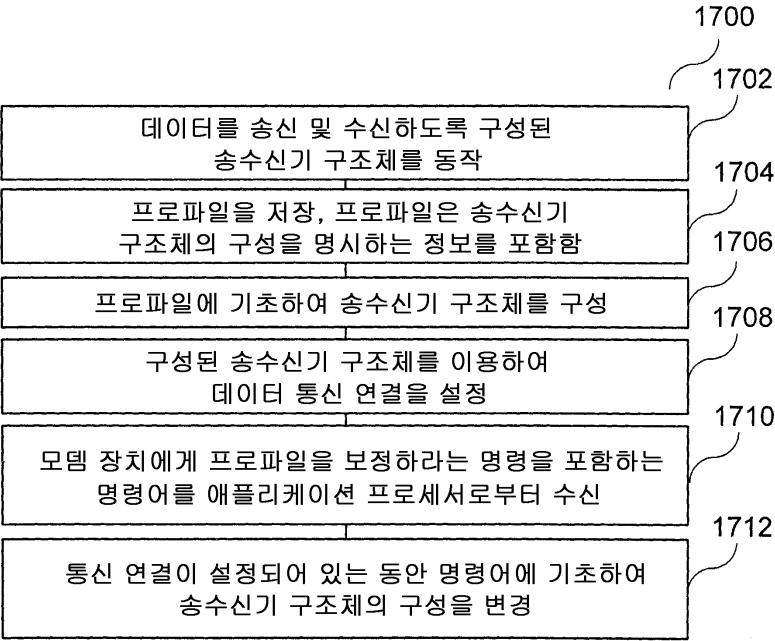 1700
1702
데이터를 송신 및 수신하도록 구성된
송수신기 구조체를 동작
1704
프로파일을 저장, 프로파일은 송수신기
구조체의 구성을 명시하는 정보를 포함함
1706
프로파일에 기초하여 송수신기 구조체를 구성
1708
구성된 송수신기 구조체를 이용하여
데이터 통신 연결을 설정
1710
모뎀 장치에게 프로파일을 보정하라는 명령을 포함하는
명령어를 애플리케이션 프로세서로부터 수신
1712
통신 연결이 설정되어 있는 동안 명령어에 기초하여
송수신기 구조체의 구성을 변경